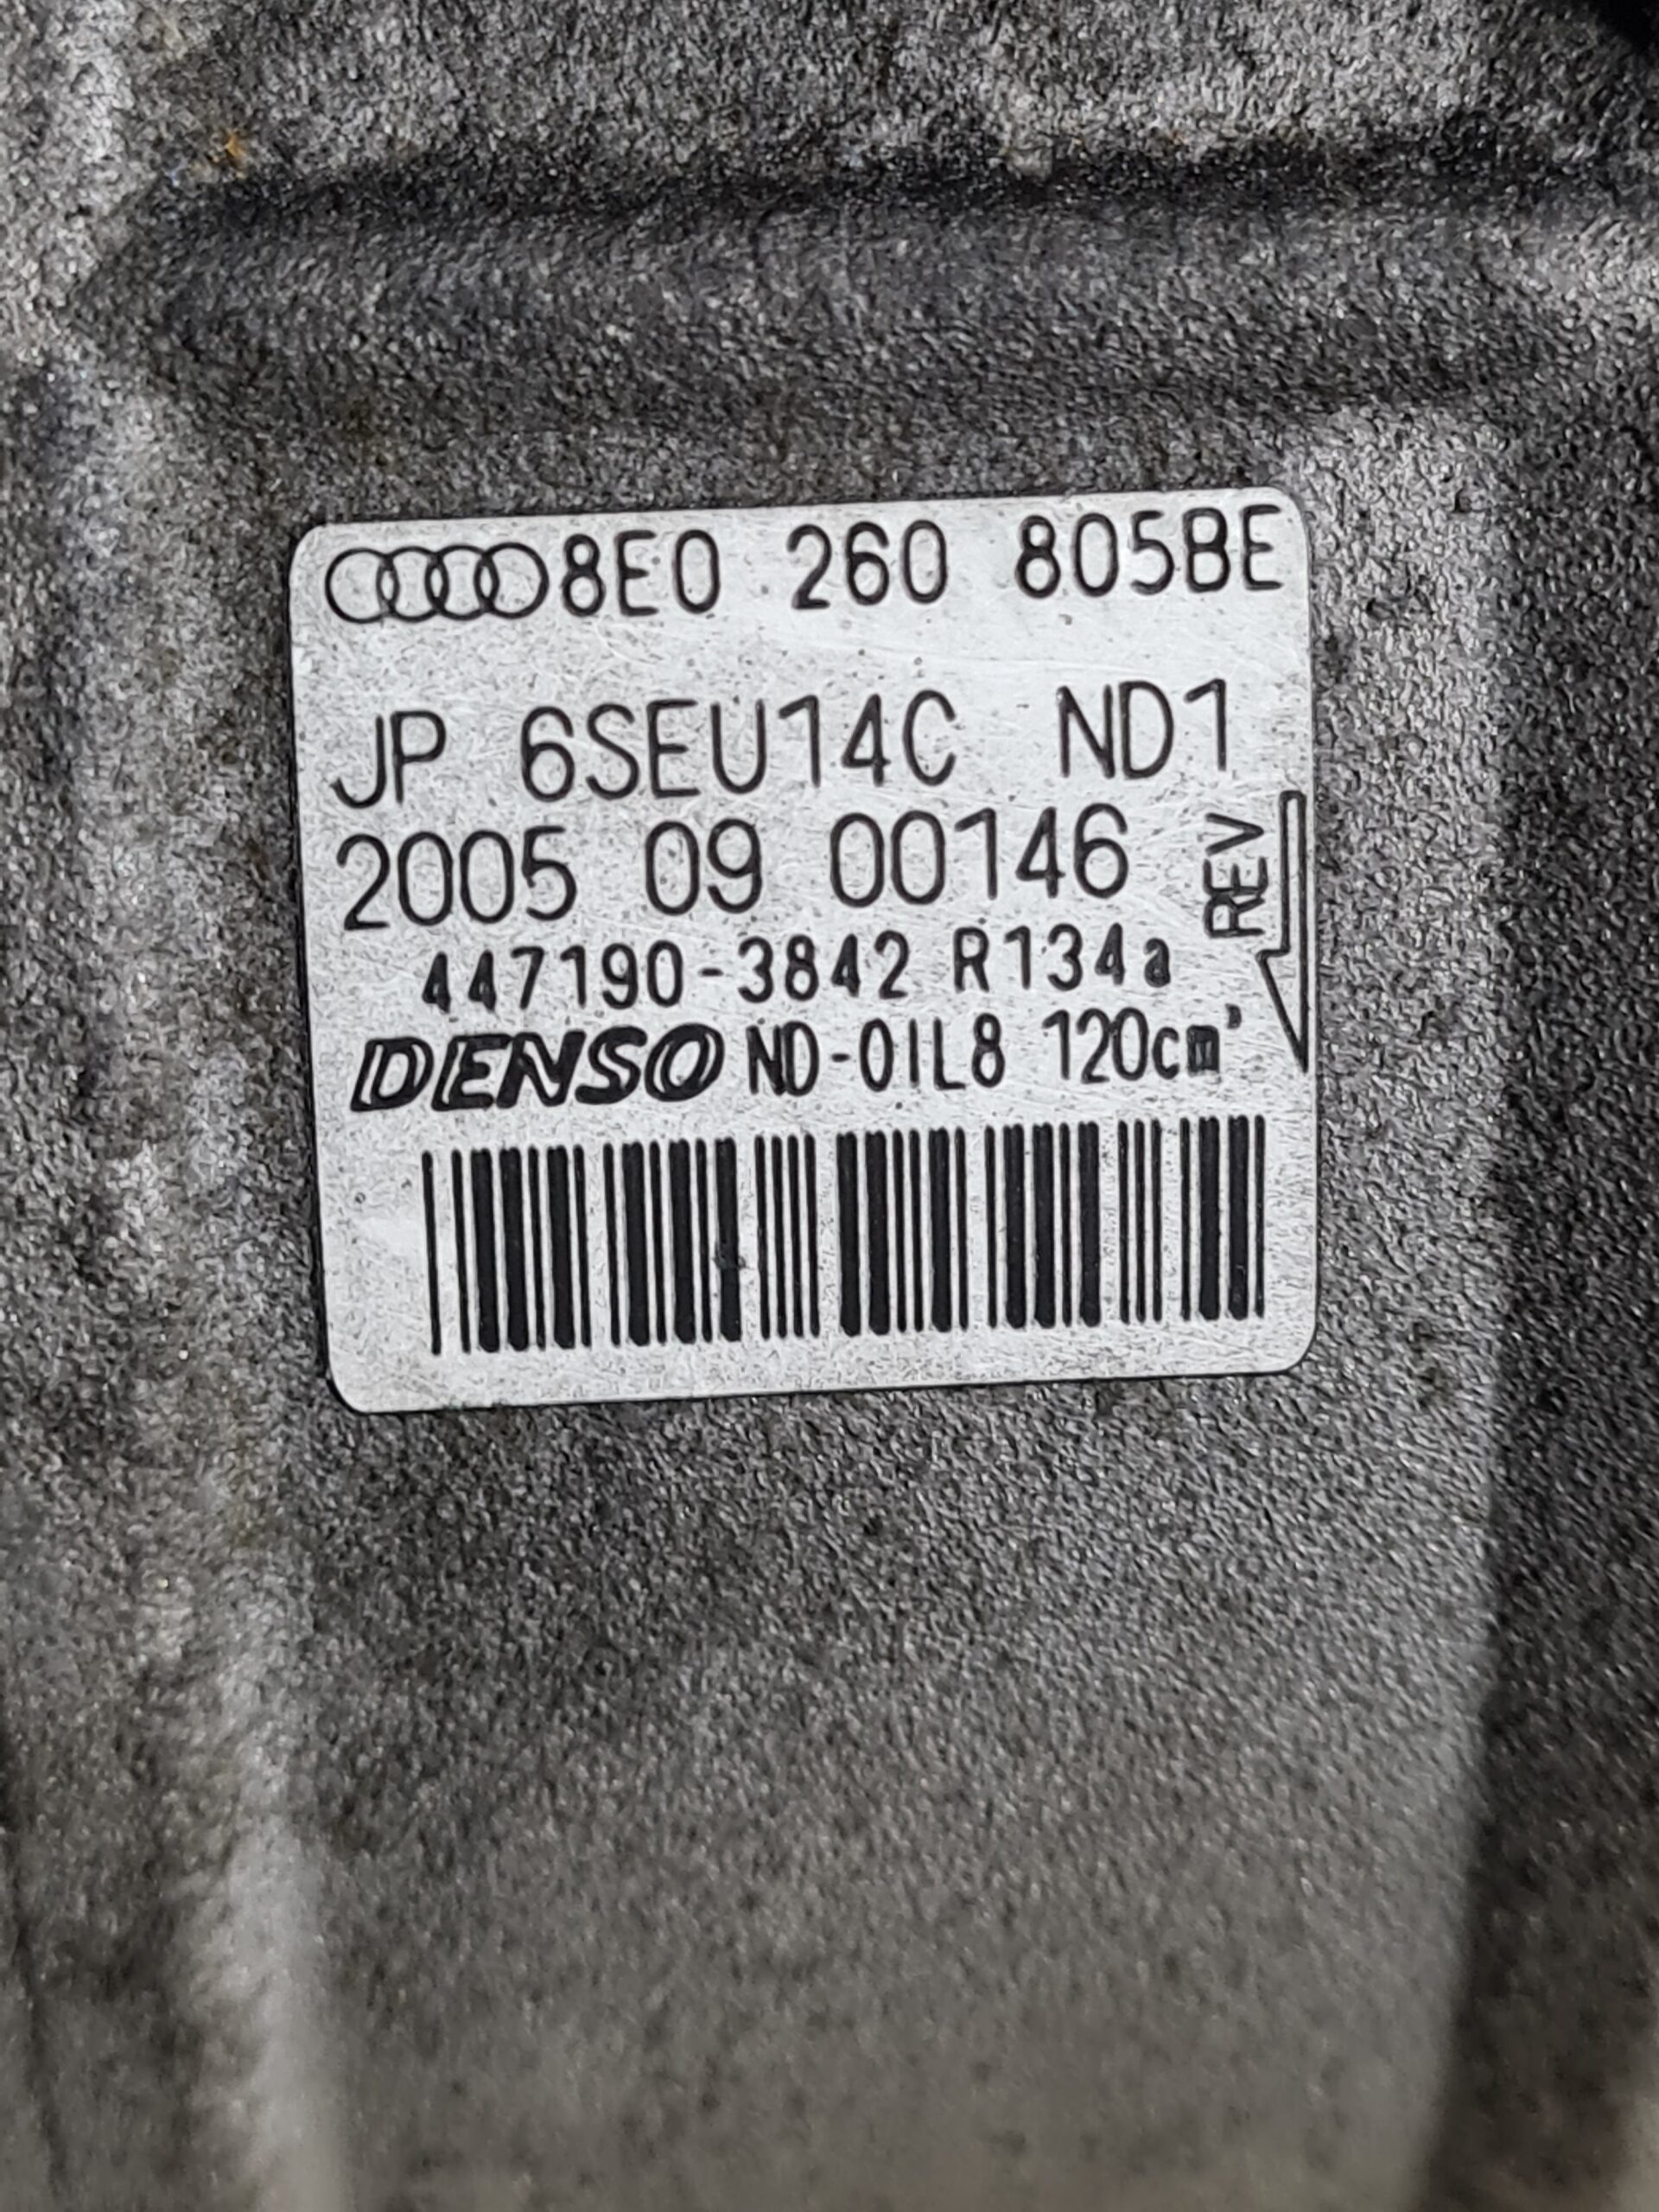 8E0 260 805BE
JP 6SEU14C ND1
2005 09 00146
REV
447190-3842 R134a
DENSO ND-OIL8 120cm³